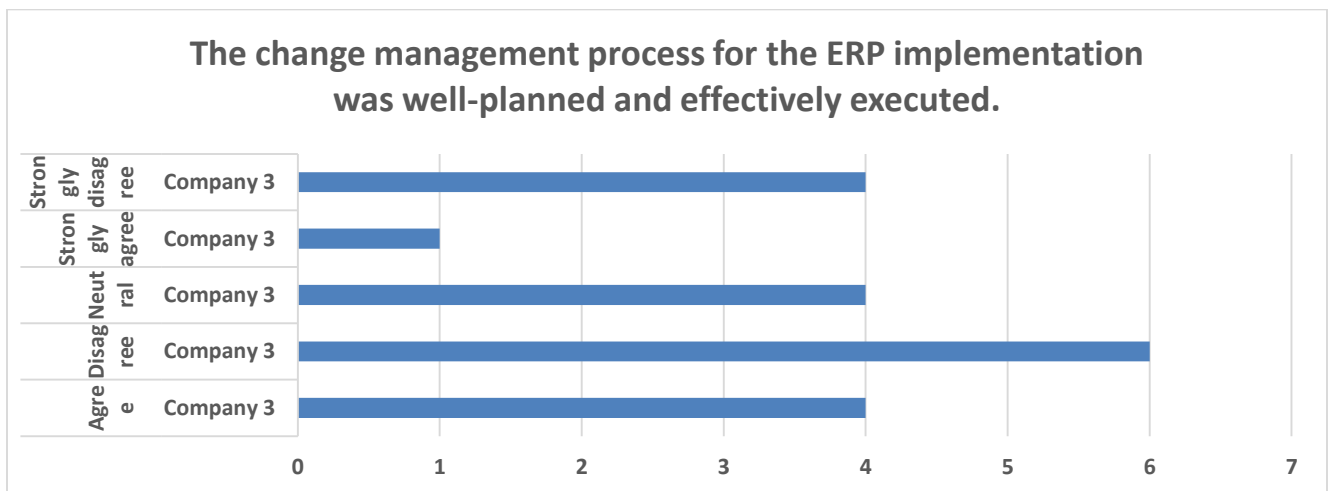 The change management process for the ERP implementation
was well-planned and effectively executed.
Stron
gly
disag
ree
Company 3
Stron
gly
agree
Company 3
Neut
ral
Company 3
Disag
ree
Company 3
Agre
e
Company 3
0 1 2 3 4 5 6 7